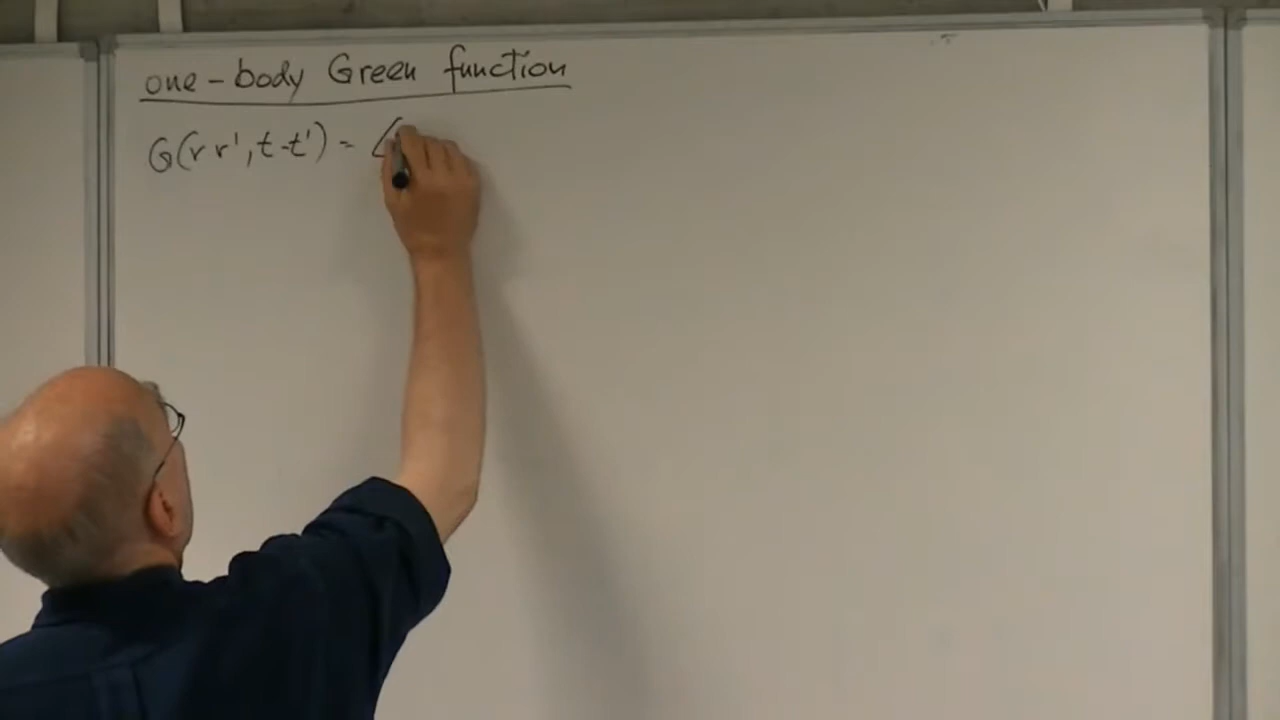 one-body Green function
G(r r', t-t') = ⟨